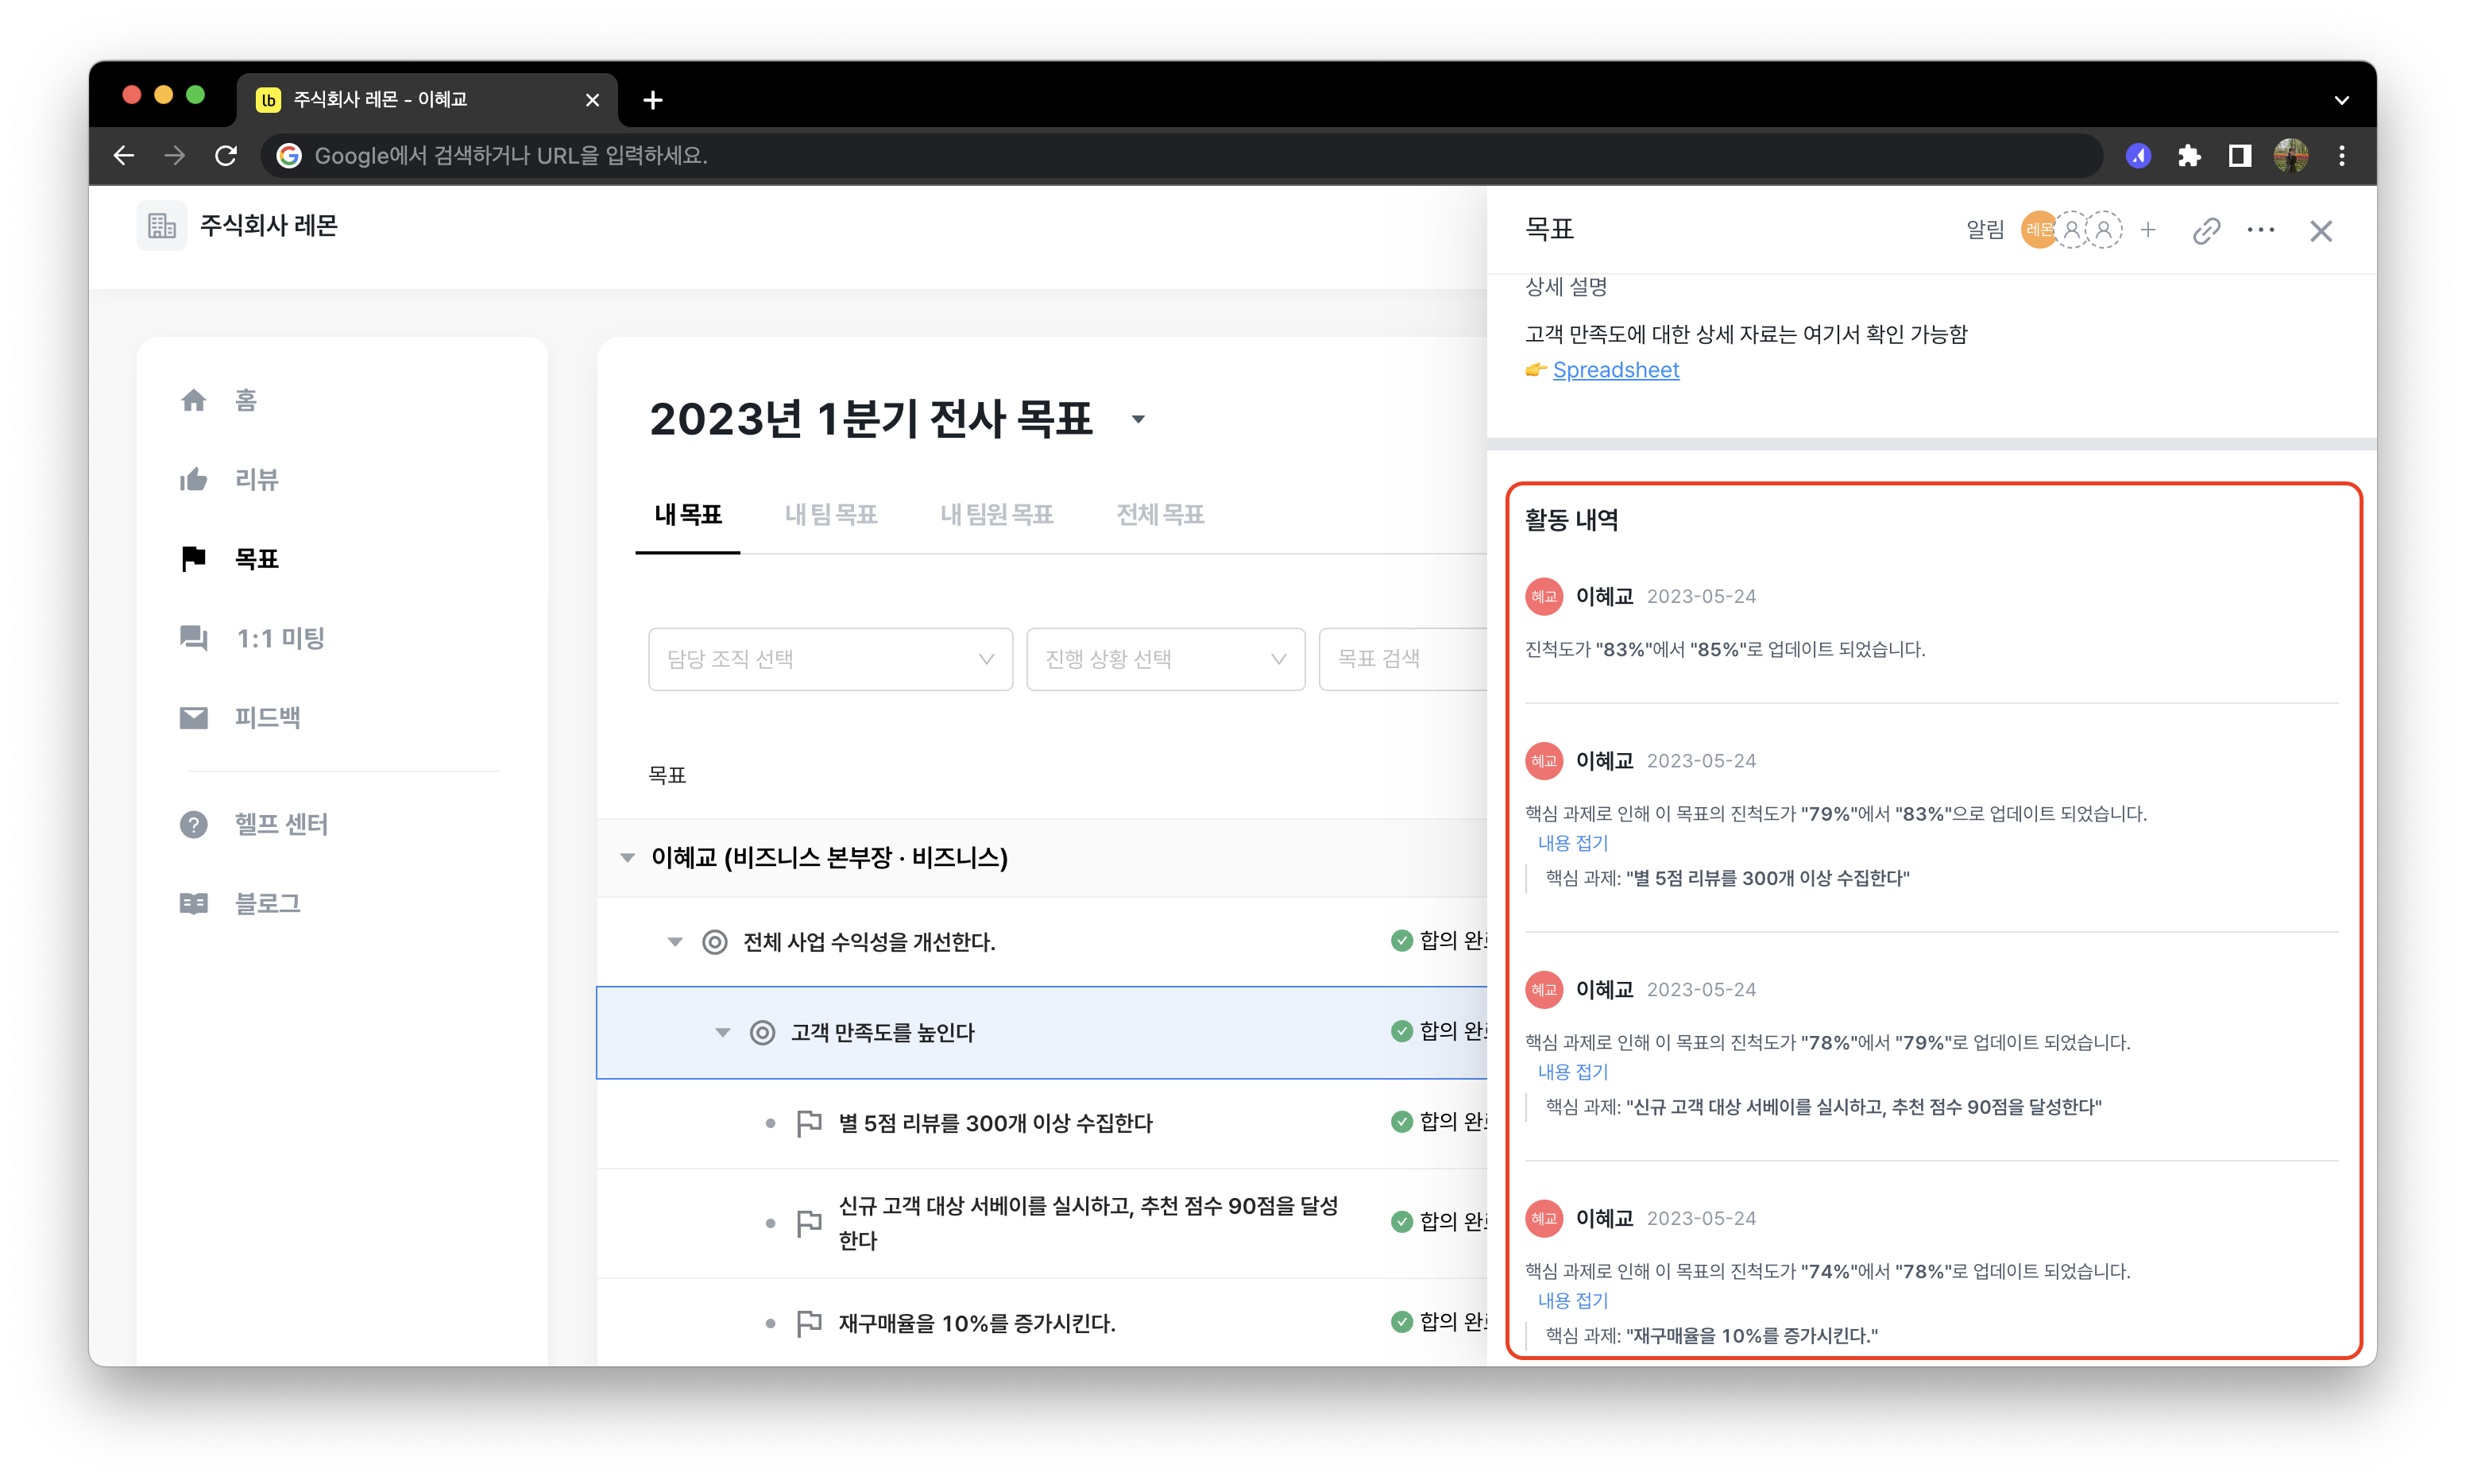 lb 주식회사 레몬 - 이혜교
Google에서 검색하거나 URL을 입력하세요.
주식회사 레몬
홈
리뷰
목표
1:1 미팅
피드백
헬프 센터
블로그
2023년 1분기 전사 목표
내 목표 내 팀 목표 내 팀원 목표 전체 목표
담당 조직 선택 진행 상황 선택 목표 검색
목표
이혜교 (비즈니스 본부장 · 비즈니스)
전체 사업 수익성을 개선한다. 합의
고객 만족도를 높인다 합의
별 5점 리뷰를 300개 이상 수집한다 합의
신규 고객 대상 서베이를 실시하고, 추천 점수 90점을 달성
한다 합의
재구매율을 10%를 증가시킨다. 합의
목표 알림 레몬
상세 설명
고객 만족도에 대한 상세 자료는 여기서 확인 가능함
👉 Spreadsheet
활동 내역
혜교 이혜교 2023-05-24
진척도가 "83%"에서 "85%"로 업데이트 되었습니다.
혜교 이혜교 2023-05-24
핵심 과제로 인해 이 목표의 진척도가 "79%"에서 "83%"으로 업데이트 되었습니다.
내용 접기
핵심 과제: "별 5점 리뷰를 300개 이상 수집한다"
혜교 이혜교 2023-05-24
핵심 과제로 인해 이 목표의 진척도가 "78%"에서 "79%"로 업데이트 되었습니다.
내용 접기
핵심 과제: "신규 고객 대상 서베이를 실시하고, 추천 점수 90점을 달성한다"
혜교 이혜교 2023-05-24
핵심 과제로 인해 이 목표의 진척도가 "74%"에서 "78%"로 업데이트 되었습니다.
내용 접기
핵심 과제: "재구매율을 10%를 증가시킨다."